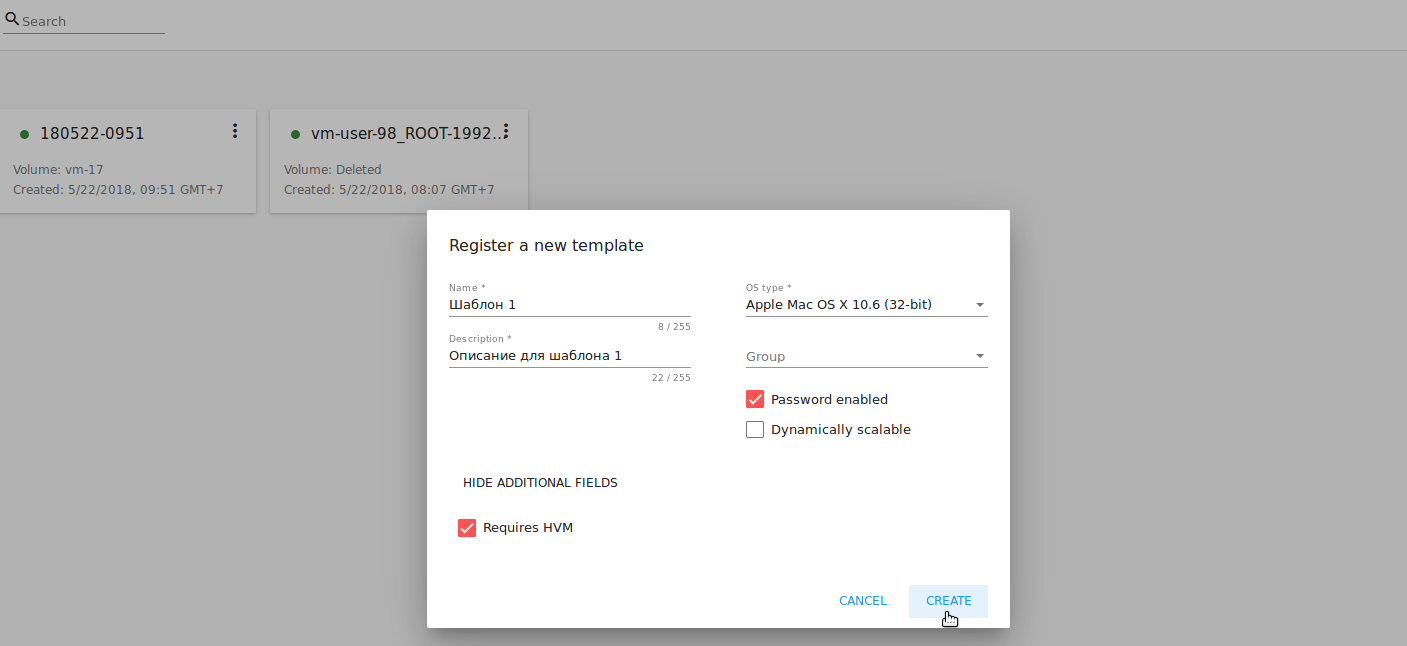 Search
180522-0951
Volume: vm-17
Created: 5/22/2018, 09:51 GMT+7
vm-user-98_ROOT-1992...
Volume: Deleted
Created: 5/22/2018, 08:07 GMT+7
Register a new template
Name *
Шаблон 1
8 / 255
Description *
Описание для шаблона 1
22 / 255
OS type *
Apple Mac OS X 10.6 (32-bit)
Group
Password enabled
Dynamically scalable
HIDE ADDITIONAL FIELDS
Requires HVM
CANCEL
CREATE